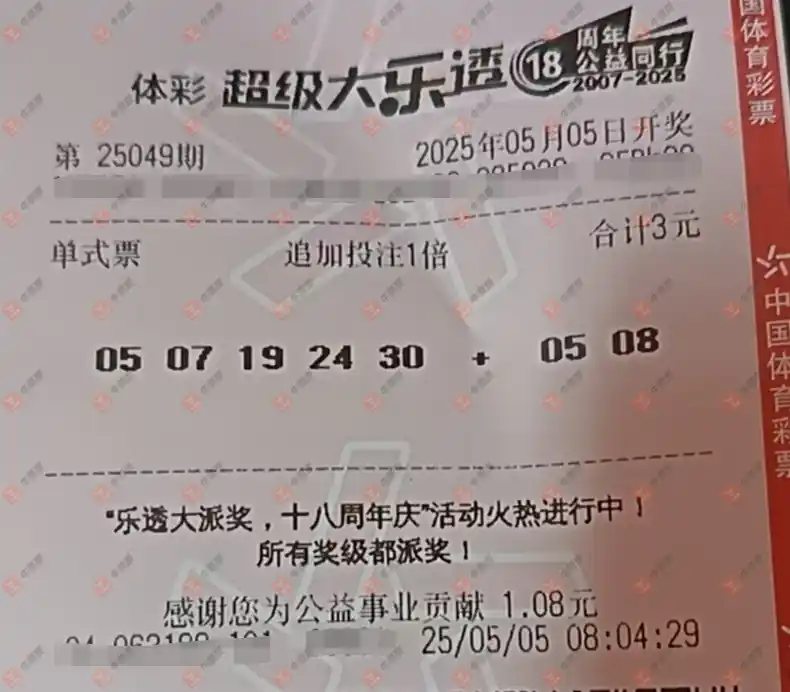 体彩 超级大乐透 18 周年 公益同行 2007-2025
第 25049期 2025年05月05日开奖
单式票 追加投注1倍 合计3元
05 07 19 24 30 + 05 08
“乐透大派奖，十八周年庆”活动火热进行中！
所有奖级都派奖！
感谢您为公益事业贡献 1.08元
25/05/05 08:04:29
国体育彩票
中国体育彩票